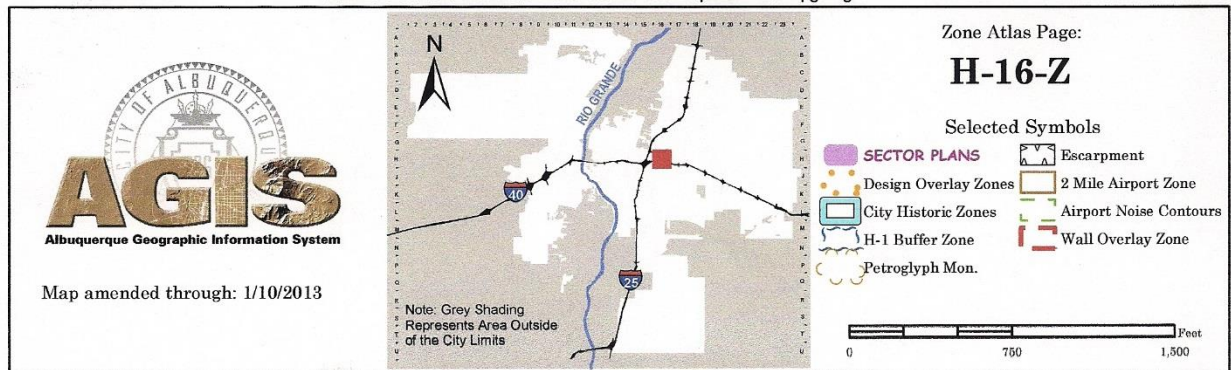 CITY OF ALBUQUERQUE
AGIS
Albuquerque Geographic Information System
Map amended through: 1/10/2013
N
RIO GRANDE
40
25
Note: Grey Shading
Represents Area Outside
of the City Limits
Zone Atlas Page:
H-16-Z
Selected Symbols
SECTOR PLANS
Escarpment
Design Overlay Zones
2 Mile Airport Zone
City Historic Zones
Airport Noise Contours
H-1 Buffer Zone
Wall Overlay Zone
Petroglyph Mon.
Feet
0 750 1,500